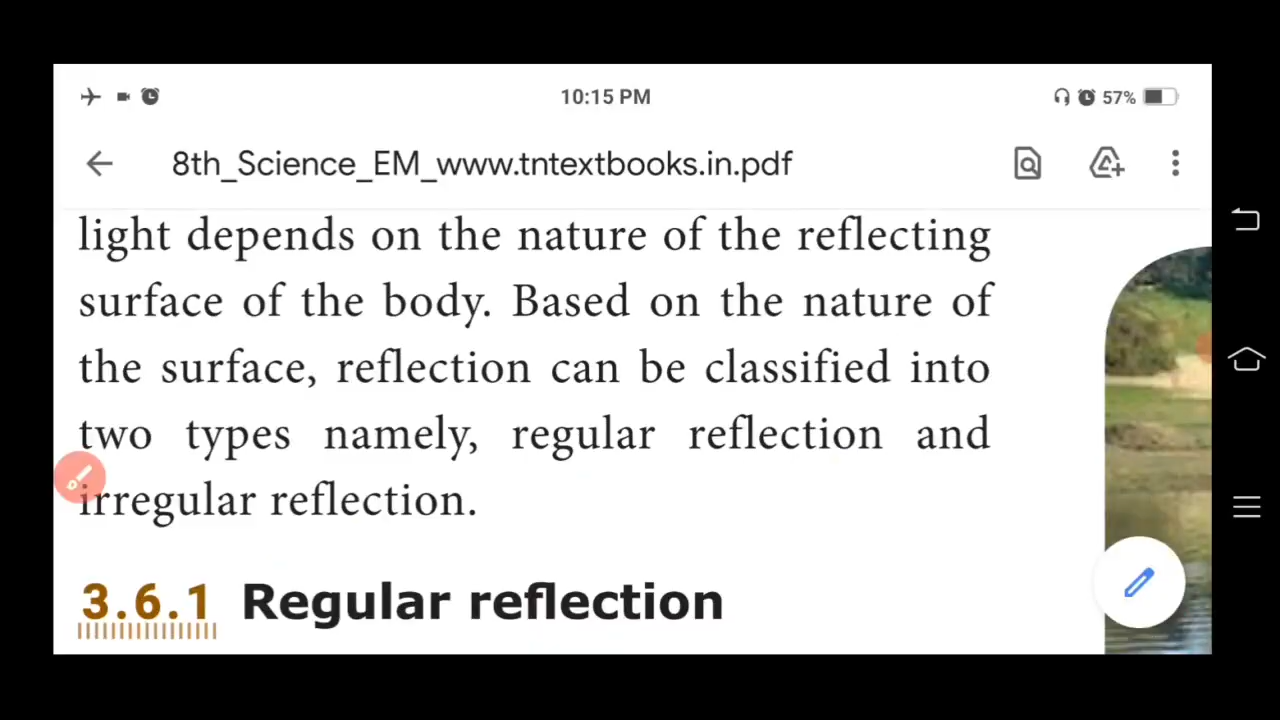 10:15 PM
57%
8th_Science_EM_www.tntextbooks.in.pdf
light depends on the nature of the reflecting
surface of the body. Based on the nature of
the surface, reflection can be classified into
two types namely, regular reflection and
irregular reflection.
3.6.1 Regular reflection